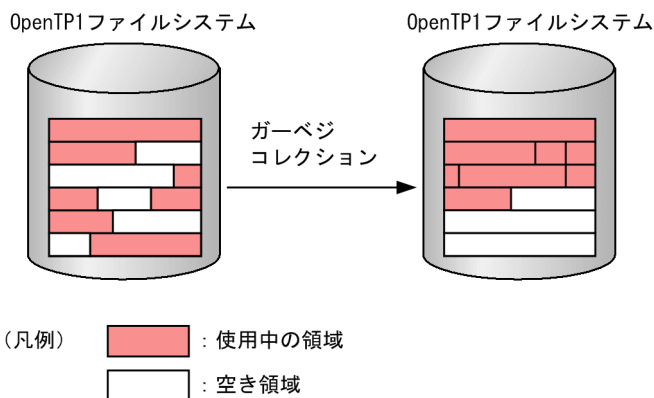 OpenTP1ファイルシステム
OpenTP1ファイルシステム
ガーベジ
コレクション
(凡例)
：使用中の領域
：空き領域